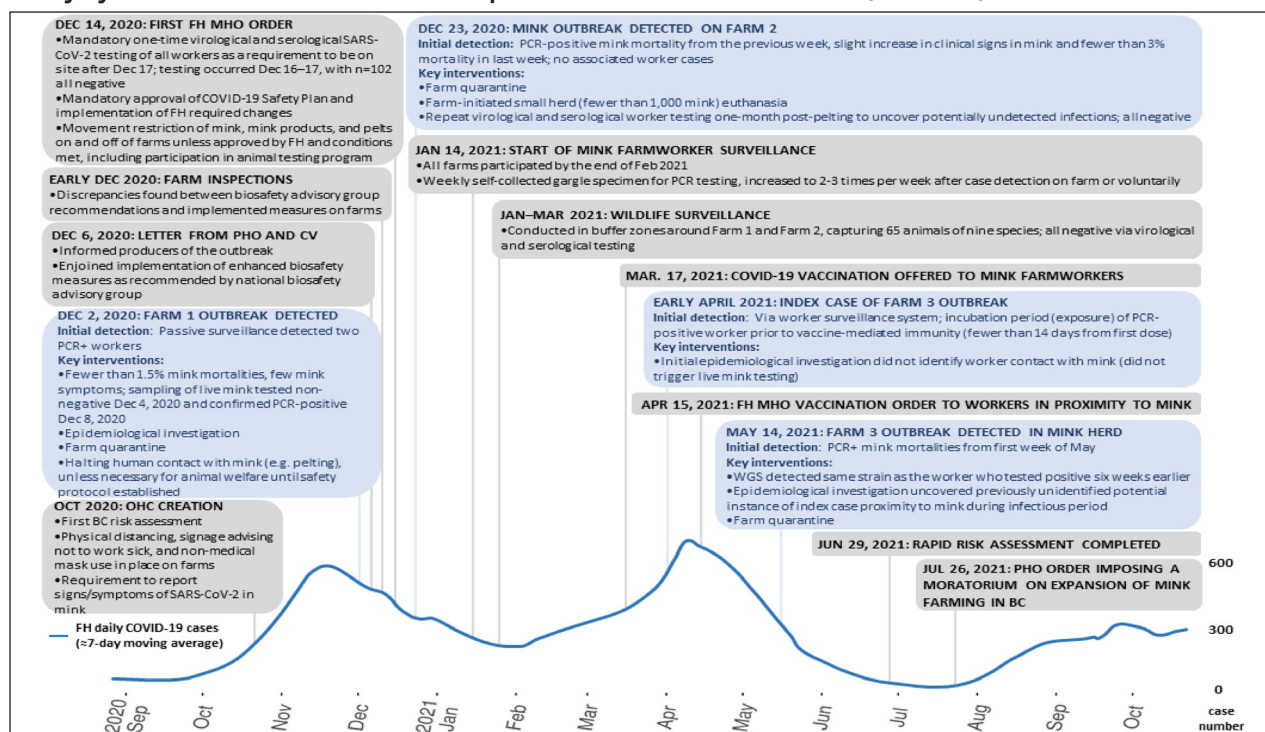 DEC 14, 2020: FIRST FH MHO ORDER
•Mandatory one-time virological and serological SARS-
CoV-2 testing of all workers as a requirement to be on
site after Dec 17; testing occurred Dec 16–17, with n=102
all negative
•Mandatory approval of COVID-19 Safety Plan and
implementation of FH required changes
•Movement restriction of mink, mink products, and pelts
on and off of farms unless approved by FH and conditions
met, including participation in animal testing program
EARLY DEC 2020: FARM INSPECTIONS
•Discrepancies found between biosafety advisory group
recommendations and implemented measures on farms
DEC 6, 2020: LETTER FROM PHO AND CV
•Informed producers of the outbreak
•Enjoined implementation of enhanced biosafety
measures as recommended by national biosafety
advisory group
DEC 2, 2020: FARM 1 OUTBREAK DETECTED
Initial detection: Passive surveillance detected two
PCR+ workers
Key interventions:
•Fewer than 1.5% mink mortalities, few mink
symptoms; sampling of live mink tested non-
negative Dec 4, 2020 and confirmed PCR-positive
Dec 8, 2020
•Epidemiological investigation
•Farm quarantine
•Halting human contact with mink (e.g. pelting),
unless necessary for animal welfare until safety
protocol established
OCT 2020: OHC CREATION
•First BC risk assessment
•Physical distancing, signage advising
not to work sick, and non-medical
mask use in place on farms
•Requirement to report
signs/symptoms of SARS-CoV-2 in
mink
DEC 23, 2020: MINK OUTBREAK DETECTED ON FARM 2
Initial detection: PCR-positive mink mortality from the previous week, slight increase in clinical signs in mink and fewer than 3%
mortality in last week; no associated worker cases
Key interventions:
•Farm quarantine
•Farm-initiated small herd (fewer than 1,000 mink) euthanasia
•Repeat virological and serological worker testing one-month post-pelting to uncover potentially undetected infections; all negative
JAN 14, 2021: START OF MINK FARMWORKER SURVEILLANCE
•All farms participated by the end of Feb 2021
•Weekly self-collected gargle specimen for PCR testing, increased to 2-3 times per week after case detection on farm or voluntarily
JAN–MAR 2021: WILDLIFE SURVEILLANCE
•Conducted in buffer zones around Farm 1 and Farm 2, capturing 65 animals of nine species; all negative via virological
and serological testing
MAR. 17, 2021: COVID-19 VACCINATION OFFERED TO MINK FARMWORKERS
EARLY APRIL 2021: INDEX CASE OF FARM 3 OUTBREAK
Initial detection: Via worker surveillance system; incubation period (exposure) of PCR-
positive worker prior to vaccine-mediated immunity (fewer than 14 days from first dose)
Key interventions:
•Initial epidemiological investigation did not identify worker contact with mink (did not
trigger live mink testing)
APR 15, 2021: FH MHO VACCINATION ORDER TO WORKERS IN PROXIMITY TO MINK
MAY 14, 2021: FARM 3 OUTBREAK DETECTED IN MINK HERD
Initial detection: PCR+ mink mortalities from first week of May
Key interventions:
•WGS detected same strain as the worker who tested positive six weeks earlier
•Epidemiological investigation uncovered previously unidentified potential
instance of index case proximity to mink during infectious period
•Farm quarantine
JUN 29, 2021: RAPID RISK ASSESSMENT COMPLETED
JUL 26, 2021: PHO ORDER IMPOSING A
MORATORIUM ON EXPANSION OF MINK
FARMING IN BC
FH daily COVID-19 cases
(≈7-day moving average)
600
300
0
case
number
2020
Sep
Oct
Nov
Dec
2021
Jan
Feb
Mar
Apr
May
Jun
Jul
Aug
Sep
Oct